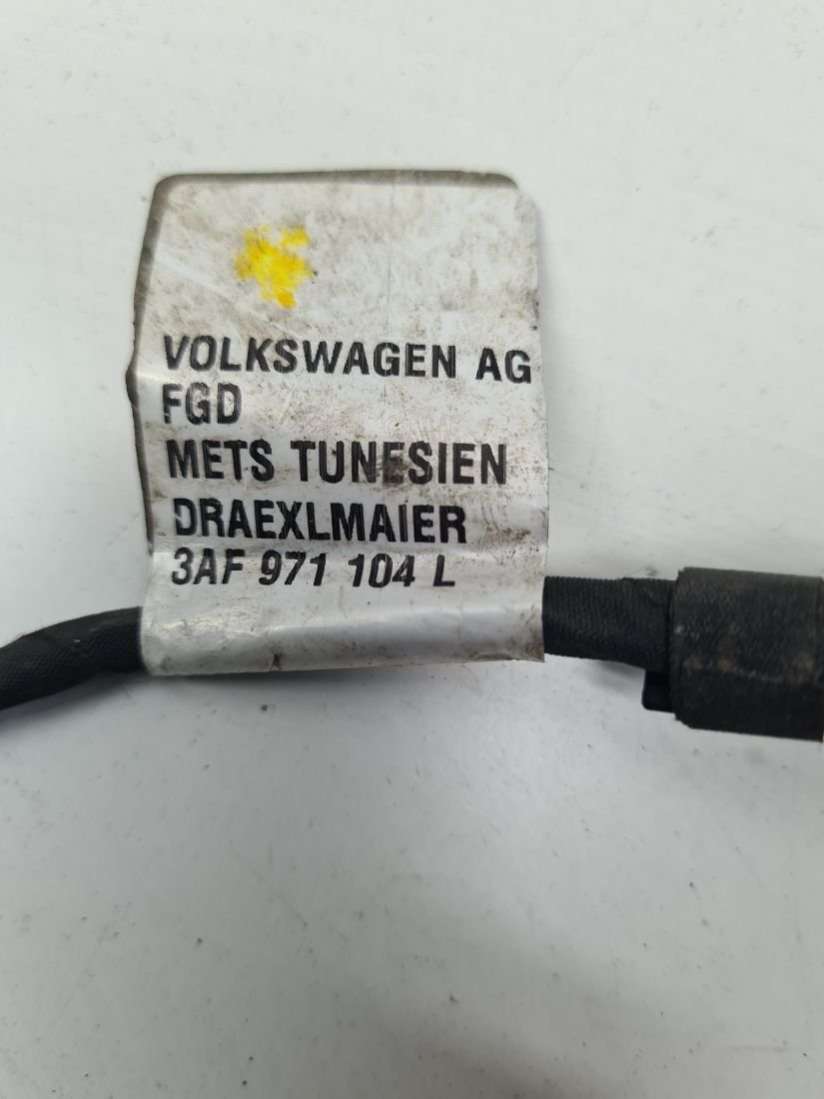 VOLKSWAGEN AG
FGD
METS TUNESIEN
DRAEXLMAIER
3AF 971 104 L